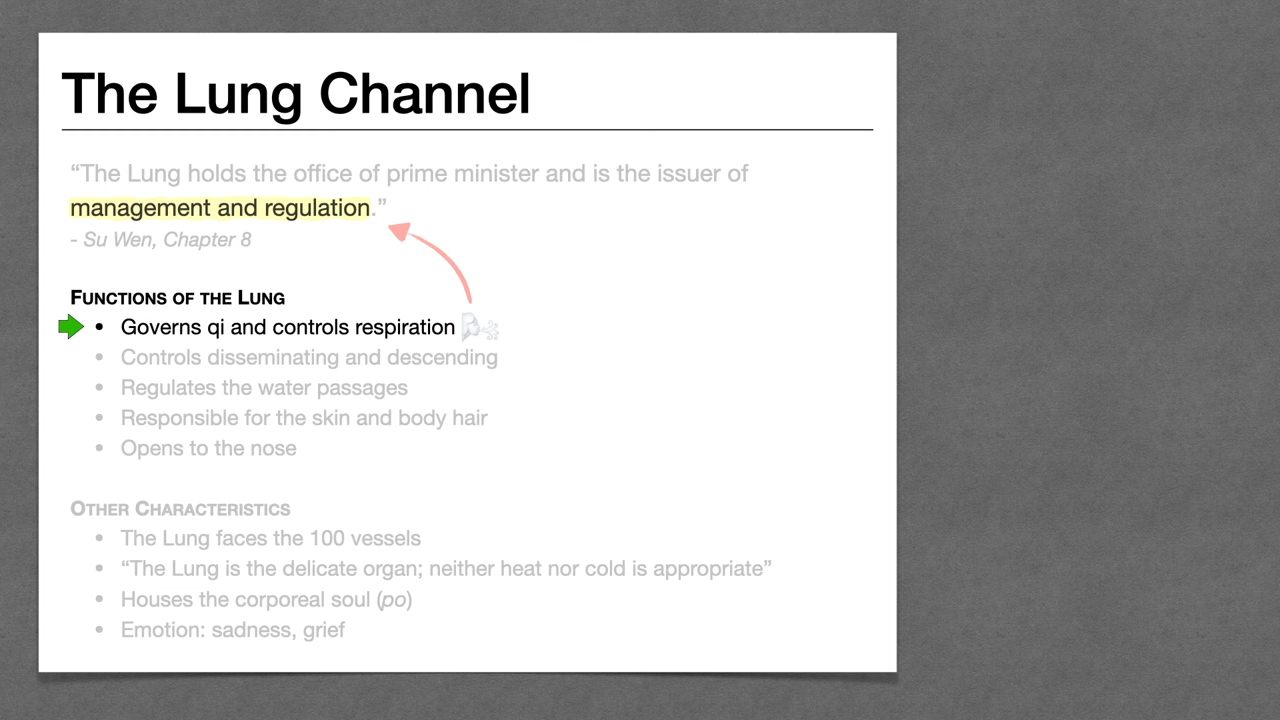 The Lung Channel
“The Lung holds the office of prime minister and is the issuer of
management and regulation.”
- Su Wen, Chapter 8
FUNCTIONS OF THE LUNG
• Governs qi and controls respiration
• Controls disseminating and descending
• Regulates the water passages
• Responsible for the skin and body hair
• Opens to the nose
OTHER CHARACTERISTICS
• The Lung faces the 100 vessels
• “The Lung is the delicate organ; neither heat nor cold is appropriate”
• Houses the corporeal soul (po)
• Emotion: sadness, grief